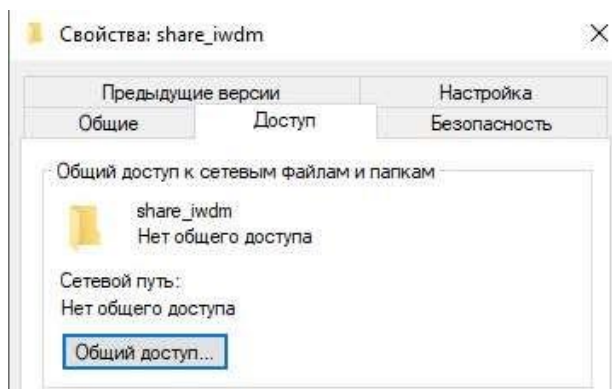 Свойства: share_iwdm
Предыдущие версии
Настройка
Общие
Доступ
Безопасность
Общий доступ к сетевым файлам и папкам
share_iwdm
Нет общего доступа
Сетевой путь:
Нет общего доступа
Общий доступ...